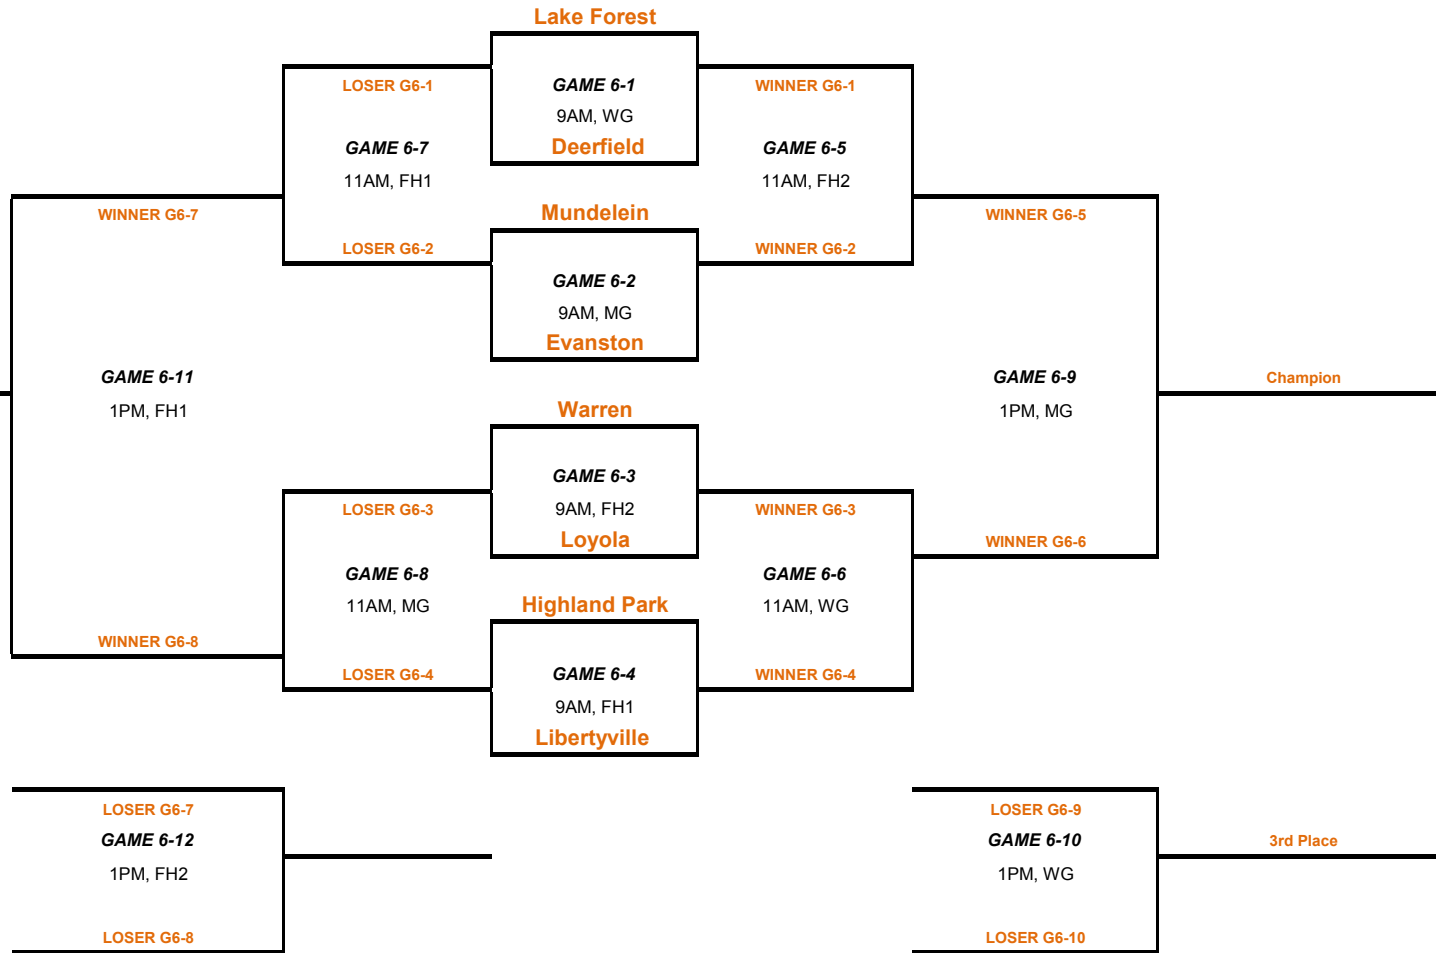 Lake Forest
LOSER G6-1
GAME 6-1
WINNER G6-1
9AM, WG
GAME 6-7
Deerfield
GAME 6-5
11AM, FH1
11AM, FH2
WINNER G6-7
Mundelein
WINNER G6-5
LOSER G6-2
WINNER G6-2
GAME 6-2
9AM, MG
Evanston
GAME 6-11
GAME 6-9
Champion
1PM, FH1
Warren
1PM, MG
GAME 6-3
LOSER G6-3
9AM, FH2
WINNER G6-3
Loyola
WINNER G6-6
GAME 6-8
GAME 6-6
11AM, MG
Highland Park
11AM, WG
WINNER G6-8
LOSER G6-4
GAME 6-4
WINNER G6-4
9AM, FH1
Libertyville
LOSER G6-7
LOSER G6-9
GAME 6-12
GAME 6-10
3rd Place
1PM, FH2
1PM, WG
LOSER G6-8
LOSER G6-10